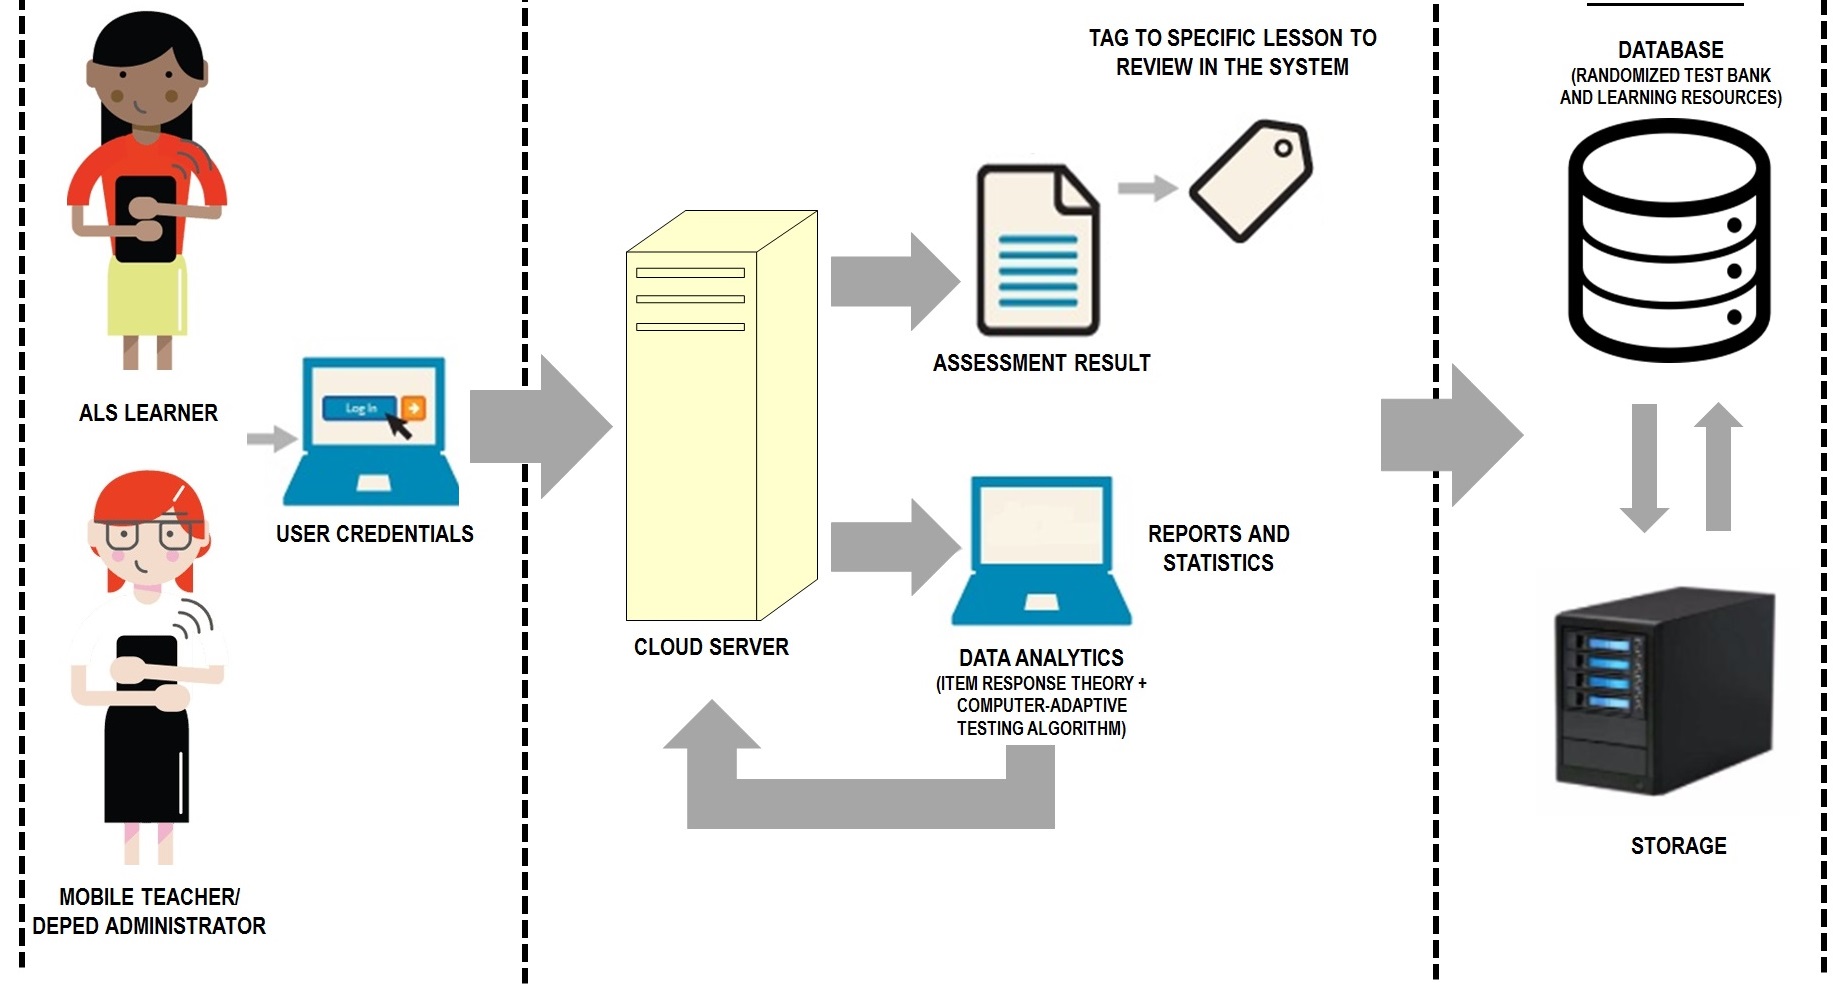 ALS LEARNER
Log In
USER CREDENTIALS
MOBILE TEACHER/
DEPED ADMINISTRATOR
CLOUD SERVER
TAG TO SPECIFIC LESSON TO
REVIEW IN THE SYSTEM
ASSESSMENT RESULT
REPORTS AND
STATISTICS
DATA ANALYTICS
(ITEM RESPONSE THEORY +
COMPUTER-ADAPTIVE
TESTING ALGORITHM)
DATABASE
(RANDOMIZED TEST BANK
AND LEARNING RESOURCES)
STORAGE